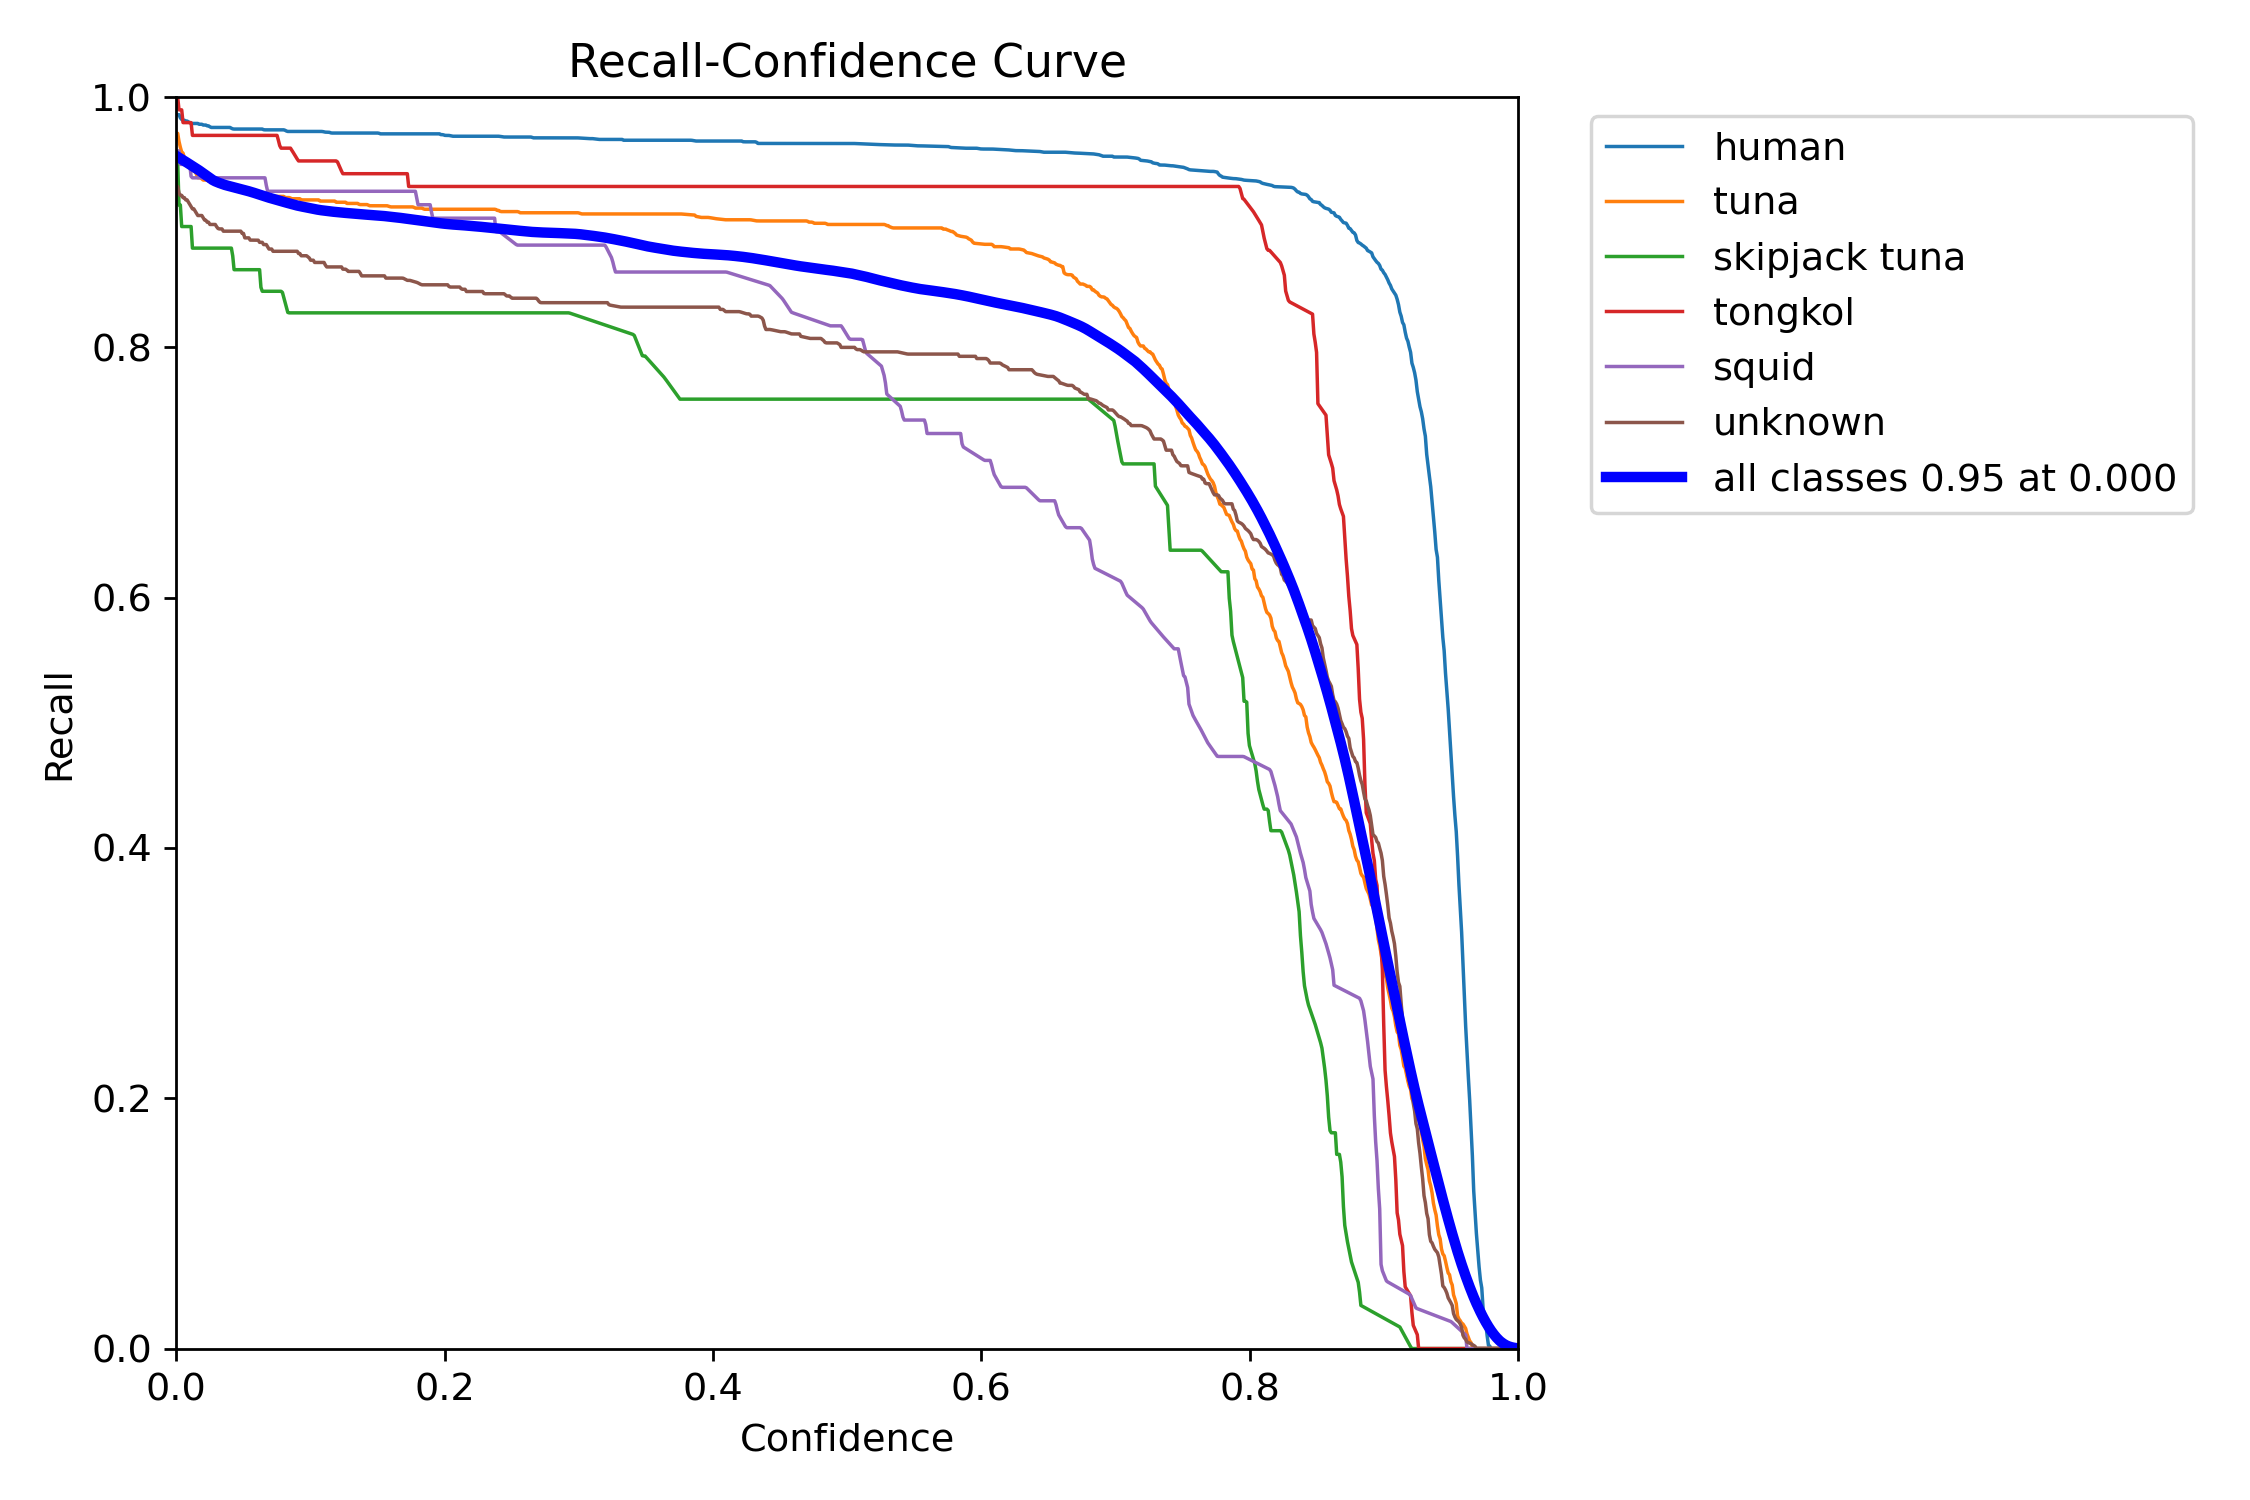 Recall-Confidence Curve
1.0
0.8
0.6
0.4
0.2
0.0
Recall
0.0 0.2 0.4 0.6 0.8 1.0
Confidence
human
tuna
skipjack tuna
tongkol
squid
unknown
all classes 0.95 at 0.000